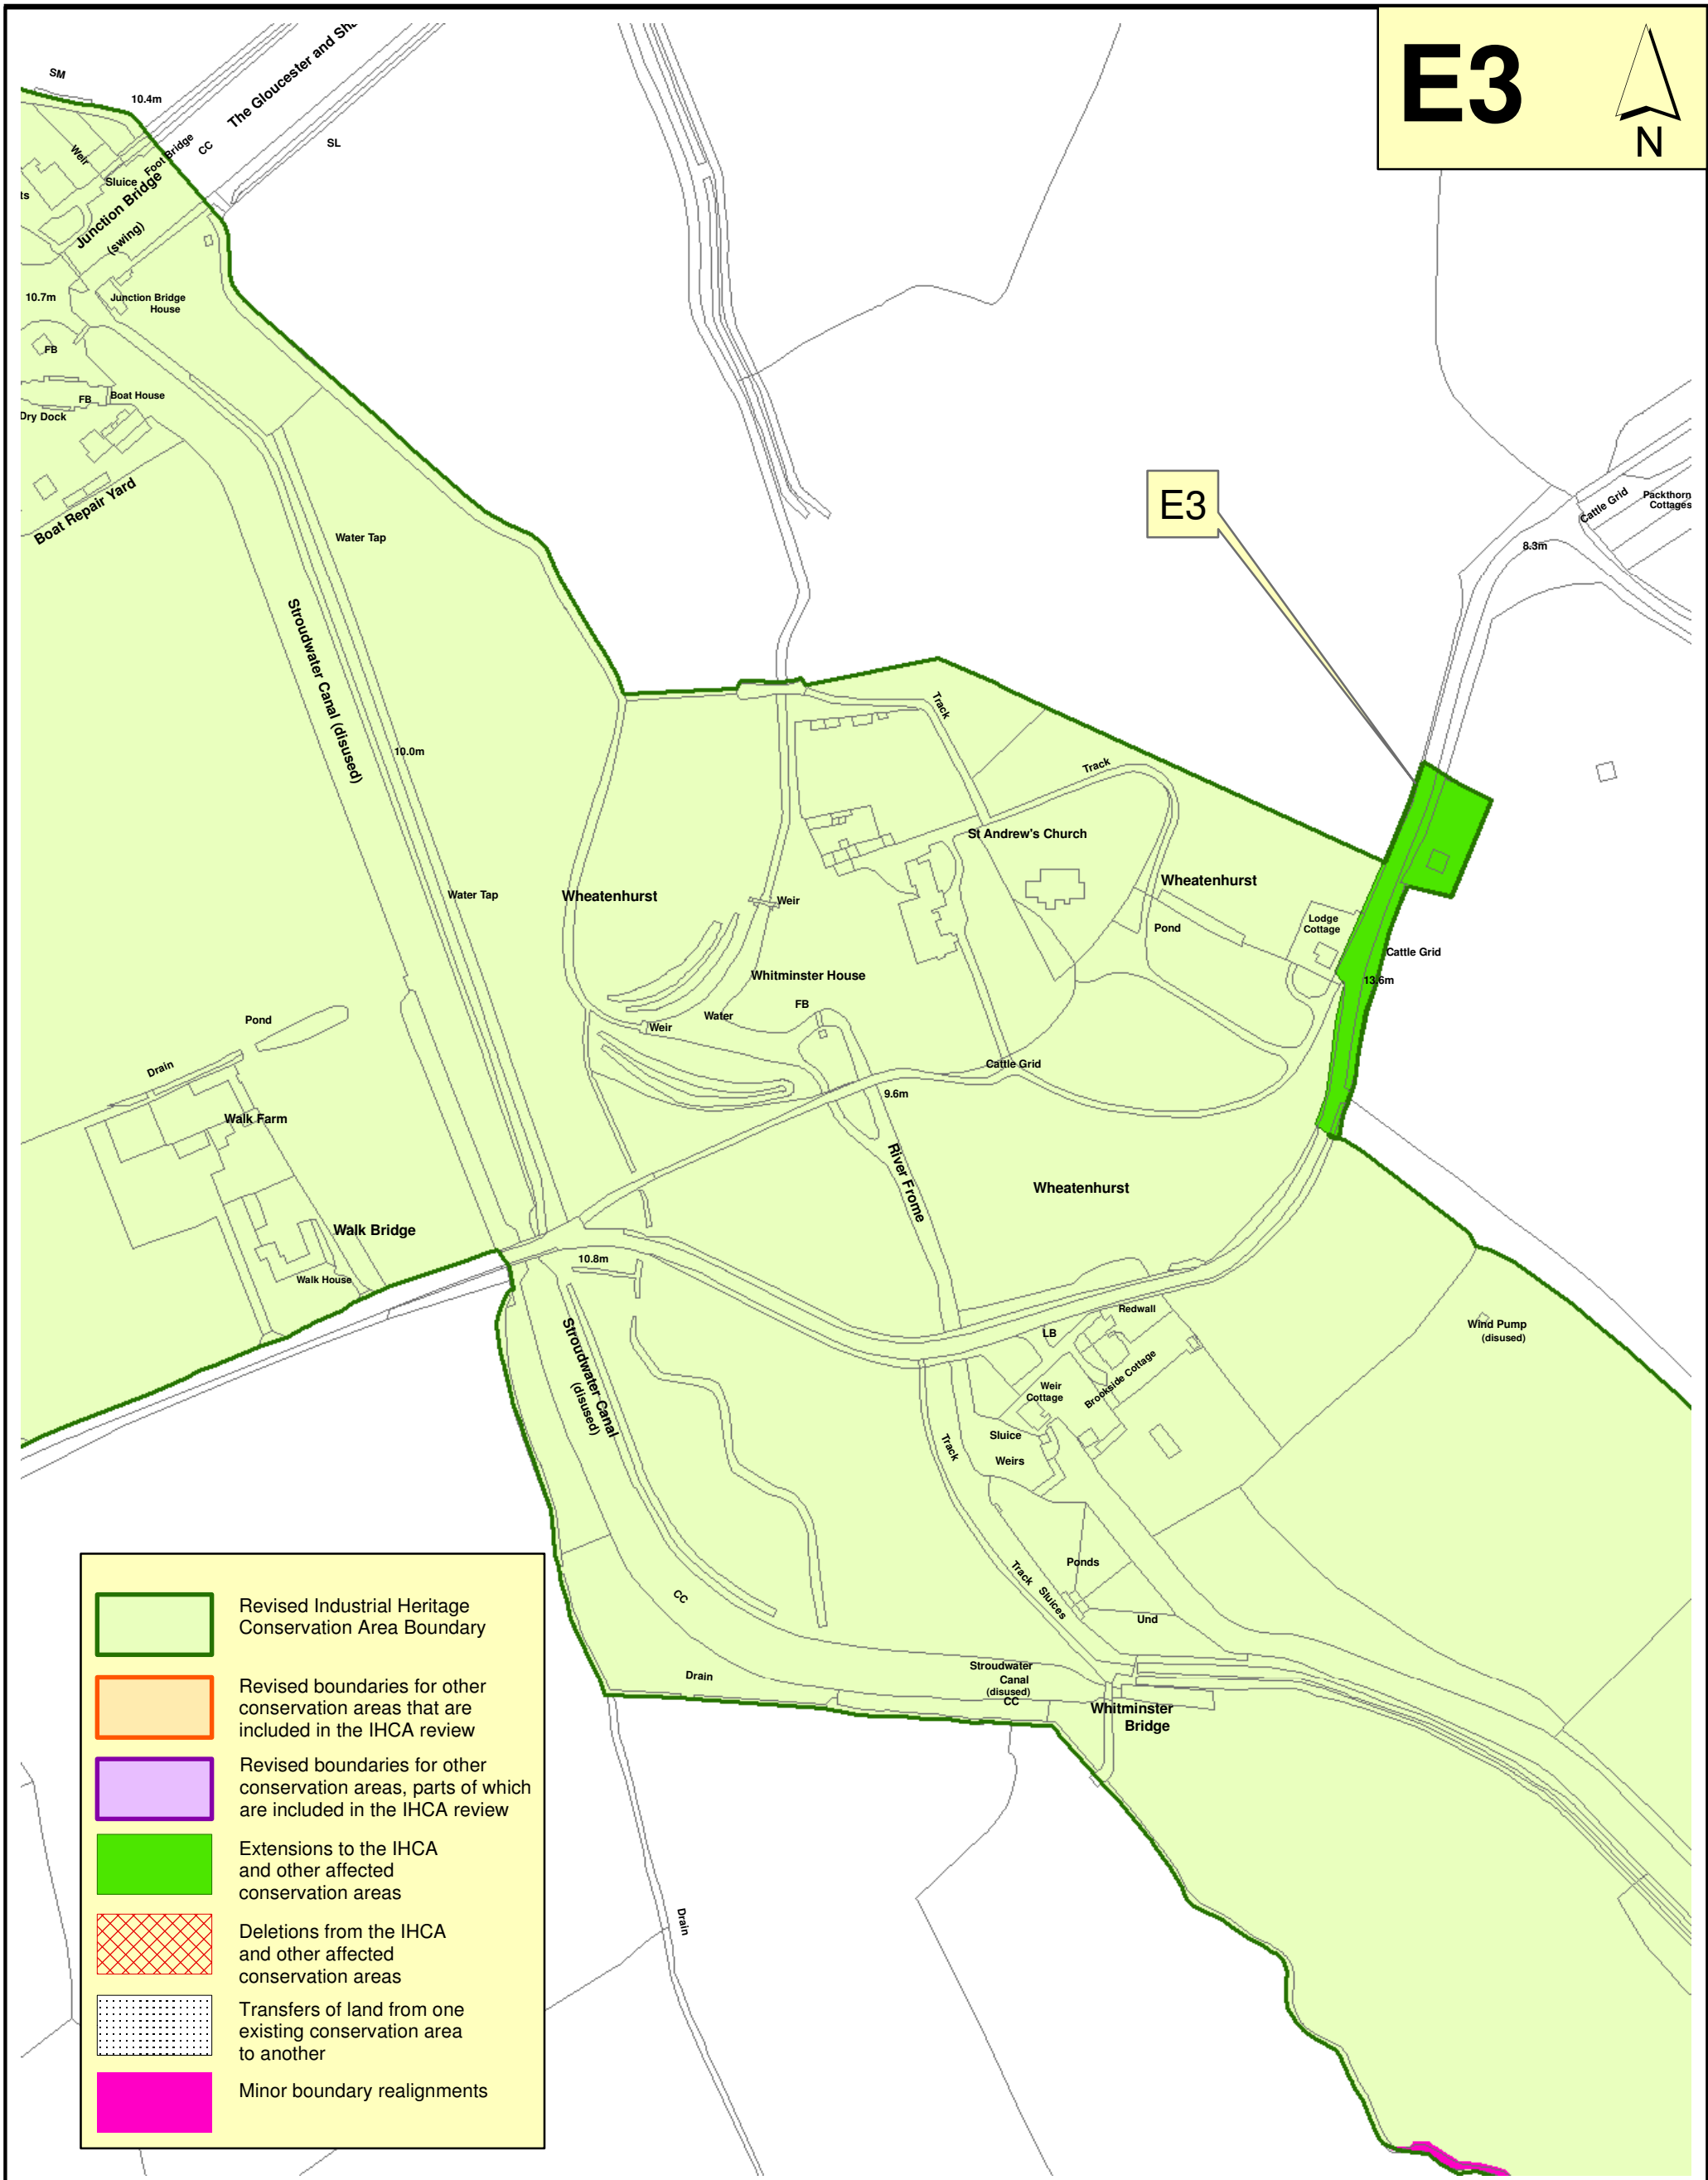 E3
N
SM
10.4m
The Gloucester and Sha
Foot Bridge
CC
SL
Weir
Sluice
ts
Junction Bridge
(swing)
10.7m
Junction Bridge
House
FB
FB
Boat House
Dry Dock
Boat Repair Yard
Water Tap
Stroudwater Canal (disused)
10.0m
Water Tap
E3
Cattle Grid
Packthorn
Cottages
8.3m
Track
Track
St Andrew's Church
Wheatenhurst
Wheatenhurst
Weir
Pond
Lodge
Cottage
Cattle Grid
13.6m
Whitminster House
FB
Water
Weir
Pond
Drain
Cattle Grid
9.6m
Walk Farm
River Frome
Wheatenhurst
Walk Bridge
Walk House
10.8m
Redwall
LB
Wind Pump
(disused)
Stroudwater Canal
(disused)
Weir
Cottage
Brookside Cottage
Sluice
Track
Weirs
Ponds
Track
Sluices
Und
CC
Drain
Stroudwater
Canal
(disused)
CC
Whitminster
Bridge
Drain
Revised Industrial Heritage
Conservation Area Boundary
Revised boundaries for other
conservation areas that are
included in the IHCA review
Revised boundaries for other
conservation areas, parts of which
are included in the IHCA review
Extensions to the IHCA
and other affected
conservation areas
Deletions from the IHCA
and other affected
conservation areas
Transfers of land from one
existing conservation area
to another
Minor boundary realignments